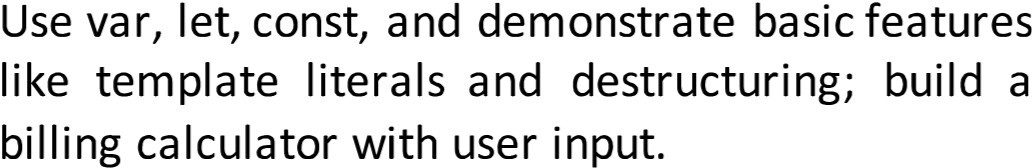 Use var, let, const, and demonstrate basic features
like template literals and destructuring; build a
billing calculator with user input.